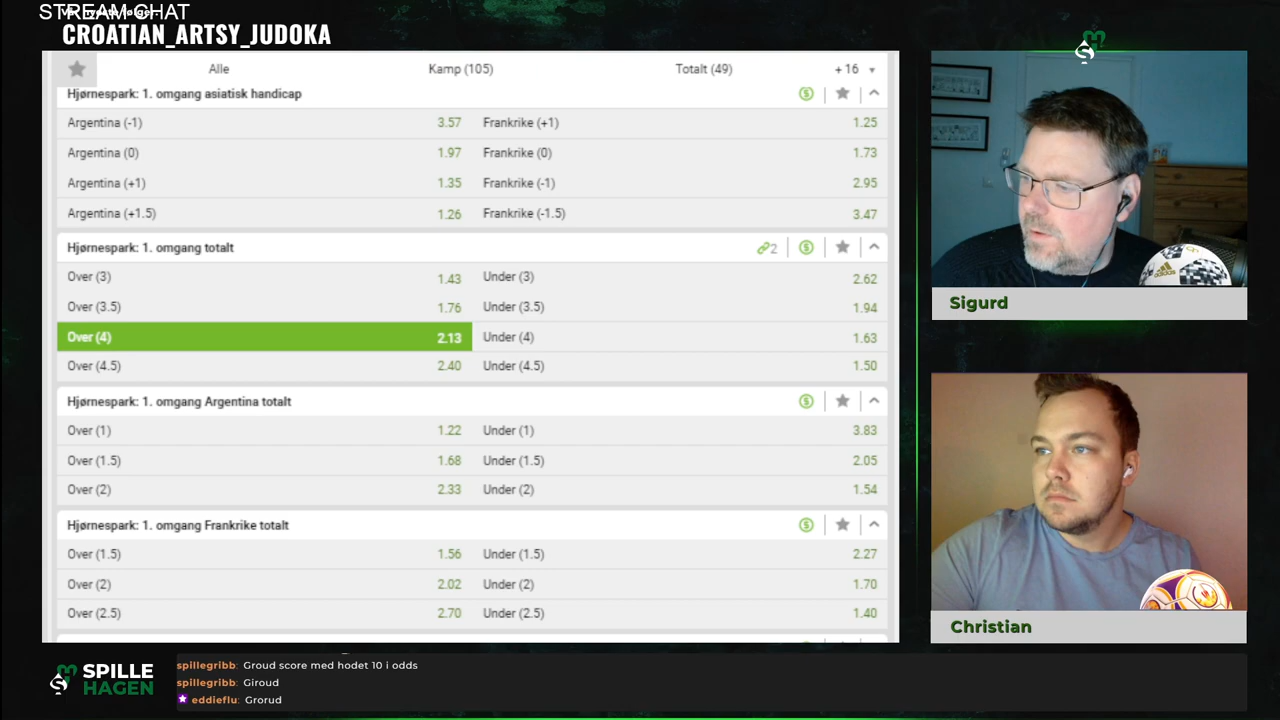 STREAM CHAT
CROATIAN_ARTSY_JUDOKA
Alle Kamp (105) Totalt (49) +16
Hjørnespark: 1. omgang asiatisk handicap
Argentina (-1) 3.57 Frankrike (+1) 1.25
Argentina (0) 1.97 Frankrike (0) 1.73
Argentina (+1) 1.35 Frankrike (-1) 2.95
Argentina (+1.5) 1.26 Frankrike (-1.5) 3.47
Hjørnespark: 1. omgang totalt 2
Over (3) 1.43 Under (3) 2.62
Over (3.5) 1.76 Under (3.5) 1.94
Over (4) 2.13 Under (4) 1.63
Over (4.5) 2.40 Under (4.5) 1.50
Hjørnespark: 1. omgang Argentina totalt
Over (1) 1.22 Under (1) 3.83
Over (1.5) 1.68 Under (1.5) 2.05
Over (2) 2.33 Under (2) 1.54
Hjørnespark: 1. omgang Frankrike totalt
Over (1.5) 1.56 Under (1.5) 2.27
Over (2) 2.02 Under (2) 1.70
Over (2.5) 2.70 Under (2.5) 1.40
Sigurd
adidas
Christian
SPILLE
HAGEN
spillegribb: Groud score med hodet 10 i odds
spillegribb: Giroud
eddieflu: Grorud